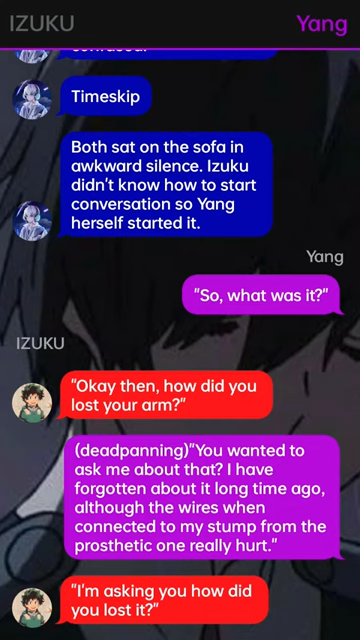 IZUKU
Yang
Timeskip
Both sat on the sofa in
awkward silence. Izuku
didn't know how to start
conversation so Yang
herself started it.
Yang
"So, what was it?"
IZUKU
"Okay then, how did you
lost your arm?"
(deadpanning)"You wanted to
ask me about that? I have
forgotten about it long time ago,
although the wires when
connected to my stump from the
prosthetic one really hurt."
"I'm asking you how did
you lost it?"